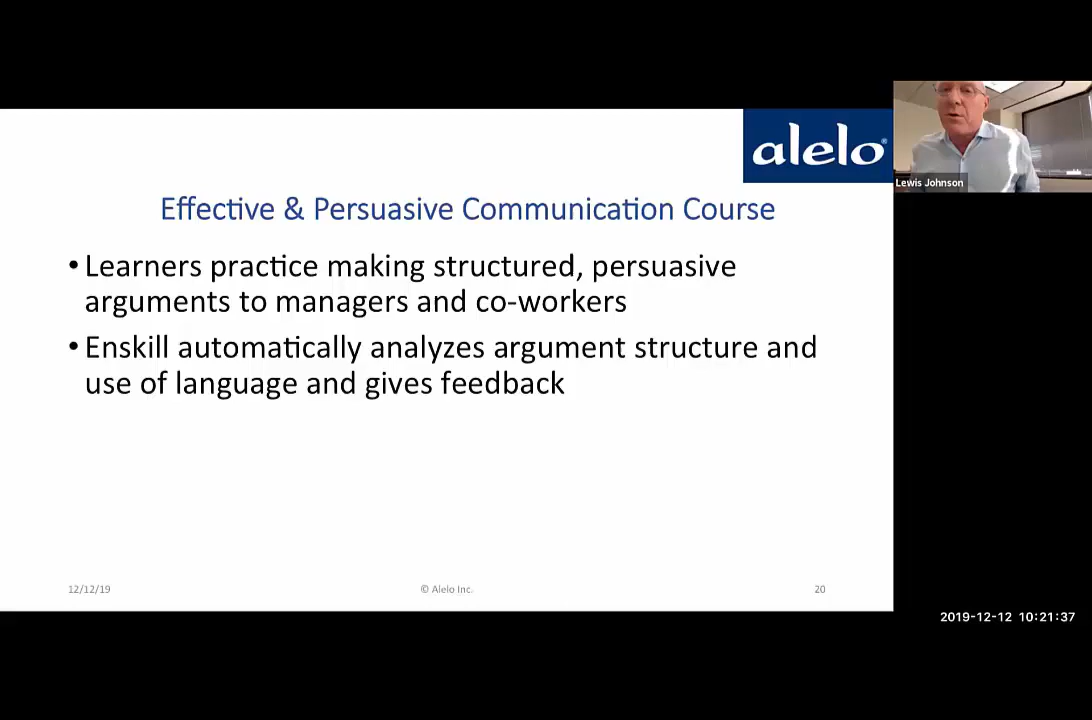 alelo®
Lewis Johnson
Effective & Persuasive Communication Course
• Learners practice making structured, persuasive
arguments to managers and co-workers
• Enskill automatically analyzes argument structure and
use of language and gives feedback
12/12/19
© Alelo Inc.
20
2019-12-12 10:21:37